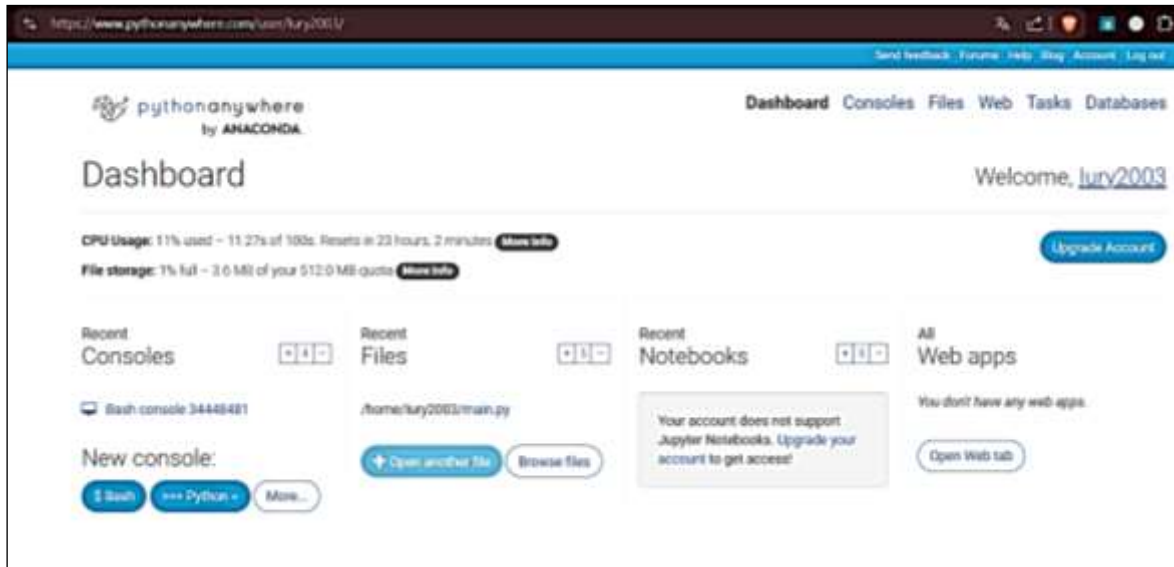 https://www.pythonanywhere.com/user/lury2003/
Send feedback Forums Help Blog Account Log out
pythonanywhere
by ANACONDA.
Dashboard Consoles Files Web Tasks Databases
Dashboard
Welcome, lury2003
CPU Usage: 11% used – 11.27s of 100s. Resets in 23 hours, 2 minutes More Info
File storage: 1% full – 3.6 MB of your 512.0 MB quota More Info
Upgrade Account
Recent
Consoles
+ 5 -
Bash console 34448481
New console:
$ Bash >>> Python More...
Recent
Files
+ 5 -
/home/lury2003/main.py
+ Open another file Browse files
Recent
Notebooks
+ 5 -
Your account does not support
Jupyter Notebooks. Upgrade your
account to get access!
All
Web apps
You don't have any web apps.
Open Web tab